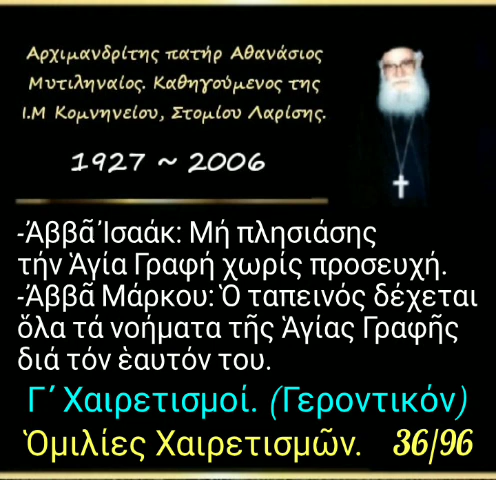 Αρχιμανδρίτης πατήρ Αθανάσιος
Μυτιληναίος. Καθηγούμενος της
Ι.Μ Κομνηνείου, Στομίου Λαρίσης.
1927 ~ 2006
-Ἀββᾶ Ἰσαάκ: Μή πλησιάσης
τήν Ἁγία Γραφή χωρίς προσευχή.
-Ἀββᾶ Μάρκου: Ὁ ταπεινός δέχεται
ὅλα τά νοήματα τῆς Ἁγίας Γραφῆς
διά τόν ἑαυτόν του.
Γ΄ Χαιρετισμοί. (Γεροντικόν)
Ὁμιλίες Χαιρετισμῶν. 36/96